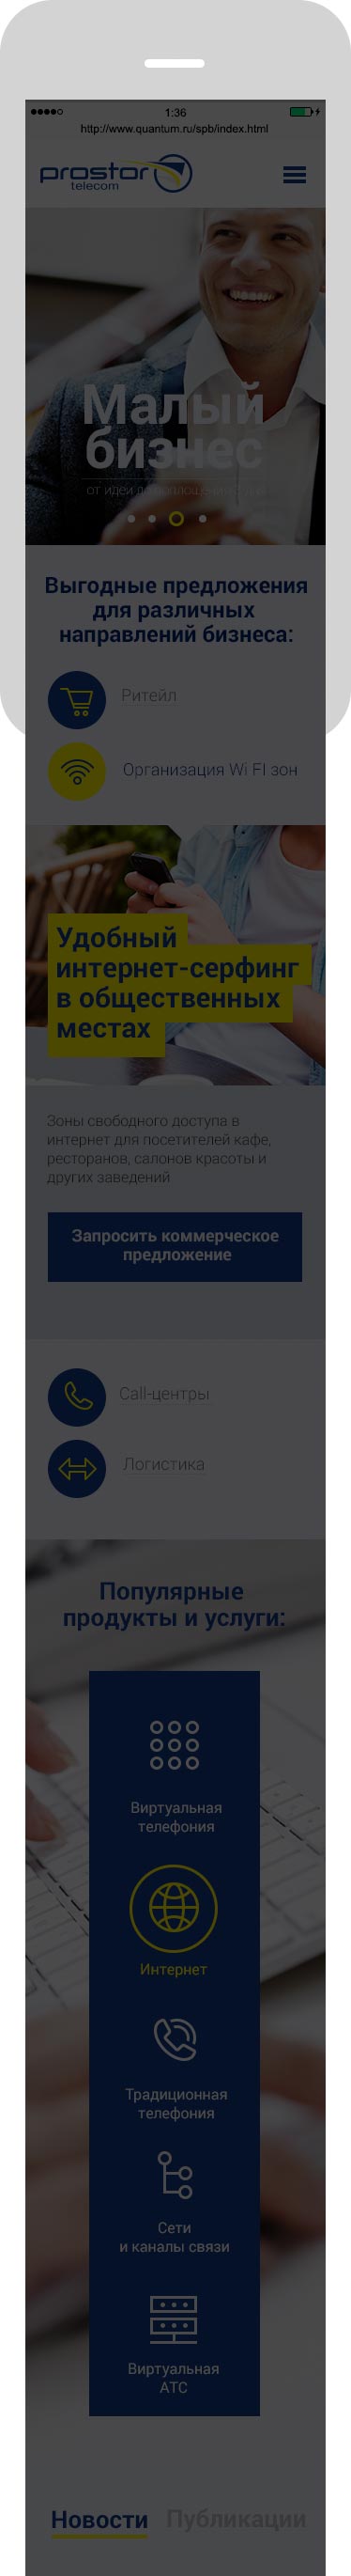 1:36
http://www.quantum.ru/spb/index.html
prostor
telecom
Малый
бизнес
от идеи до
Выгодные предложения
для различных
направлений бизнеса:
Ритейл
Организация Wi FI зон
Удобный
интернет-серфинг
в общественных
местах
Зоны свободного доступа в
интернет для посетителей кафе,
ресторанов, салонов красоты и
других заведений
Запросить коммерческое
предложение
Call-центры
Логистика
Популярные
продукты и услуги:
Виртуальная
телефония
Интернет
Традиционная
телефония
Сети
и каналы связи
Виртуальная
АТС
Новости Публикации